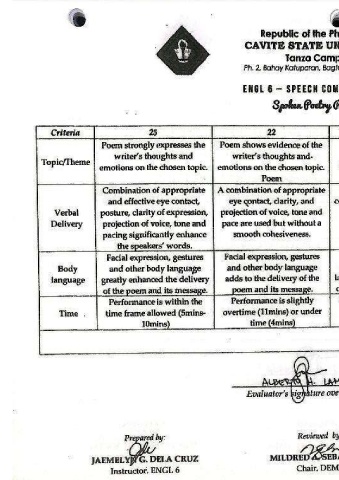 Republic of the Ph
CAVITE STATE UN
Tanza Camp
Ph. 2, Bahay Katuparan, Bagt
ENGL 6 – SPEECH COM
Spoken Poetry P
Criteria 25 22
Topic/Theme
Poem strongly expresses the
writer's thoughts and
emotions on the chosen topic.
Poem shows evidence of the
writer's thoughts and-
emotions on the chosen topic.
Poem
Verbal
Delivery
Combination of appropriate
and effective eye contact,
posture, clarity of expression,
projection of voice, tone and
pacing significantly enhance
the speakers' words.
A combination of appropriate
eye contact, clarity, and
projection of voice, tone and
pace are used but without a
smooth cohesiveness.
Body
language
Facial expression, gestures
and other body language
greatly enhanced the delivery
of the poem and its message.
Facial expression, gestures
and other body language
adds to the delivery of the
poem and its message.
Time
Performance is within the
time frame allowed (5mins-
10mins)
Performance is slightly
overtime (11mins) or under
time (4mins)
ALBERTO H. LAM
Evaluator's signature ove
Prepared by:
JAEMELYN G. DELA CRUZ
Instructor, ENGL 6
Reviewed by
MILDRED A. SEBA
Chair, DEM